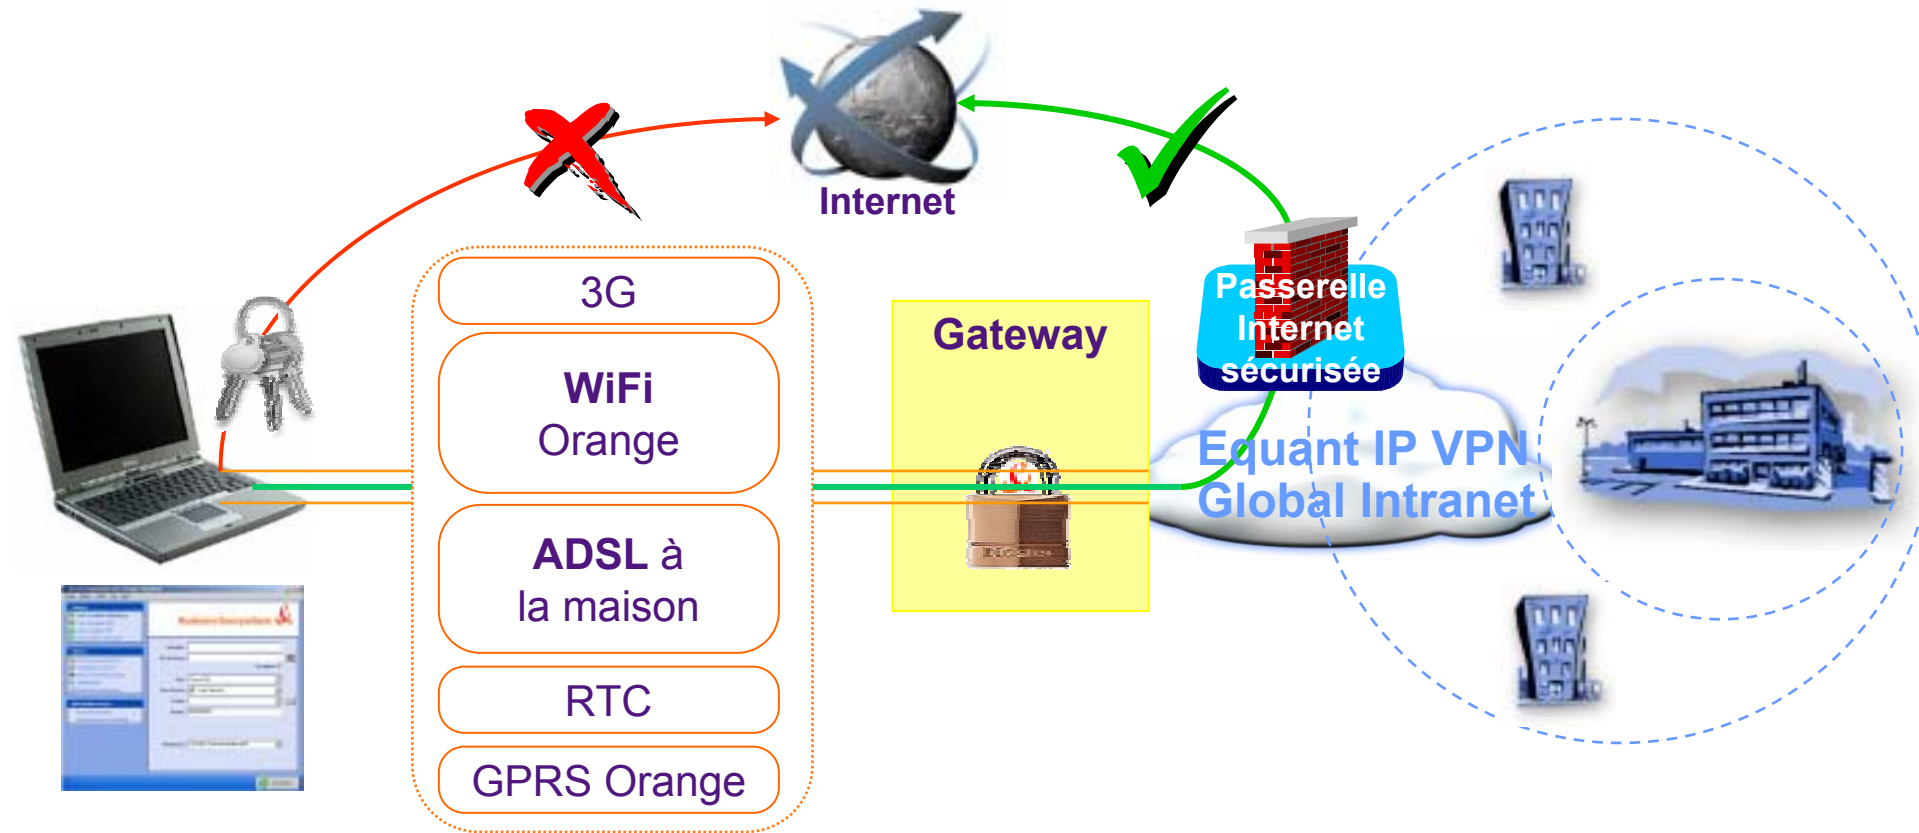 Internet
3G
WiFi
Orange
ADSL à
la maison
RTC
GPRS Orange
Gateway
Master
Passerelle
Internet
sécurisée
Equant IP VPN
Global Intranet